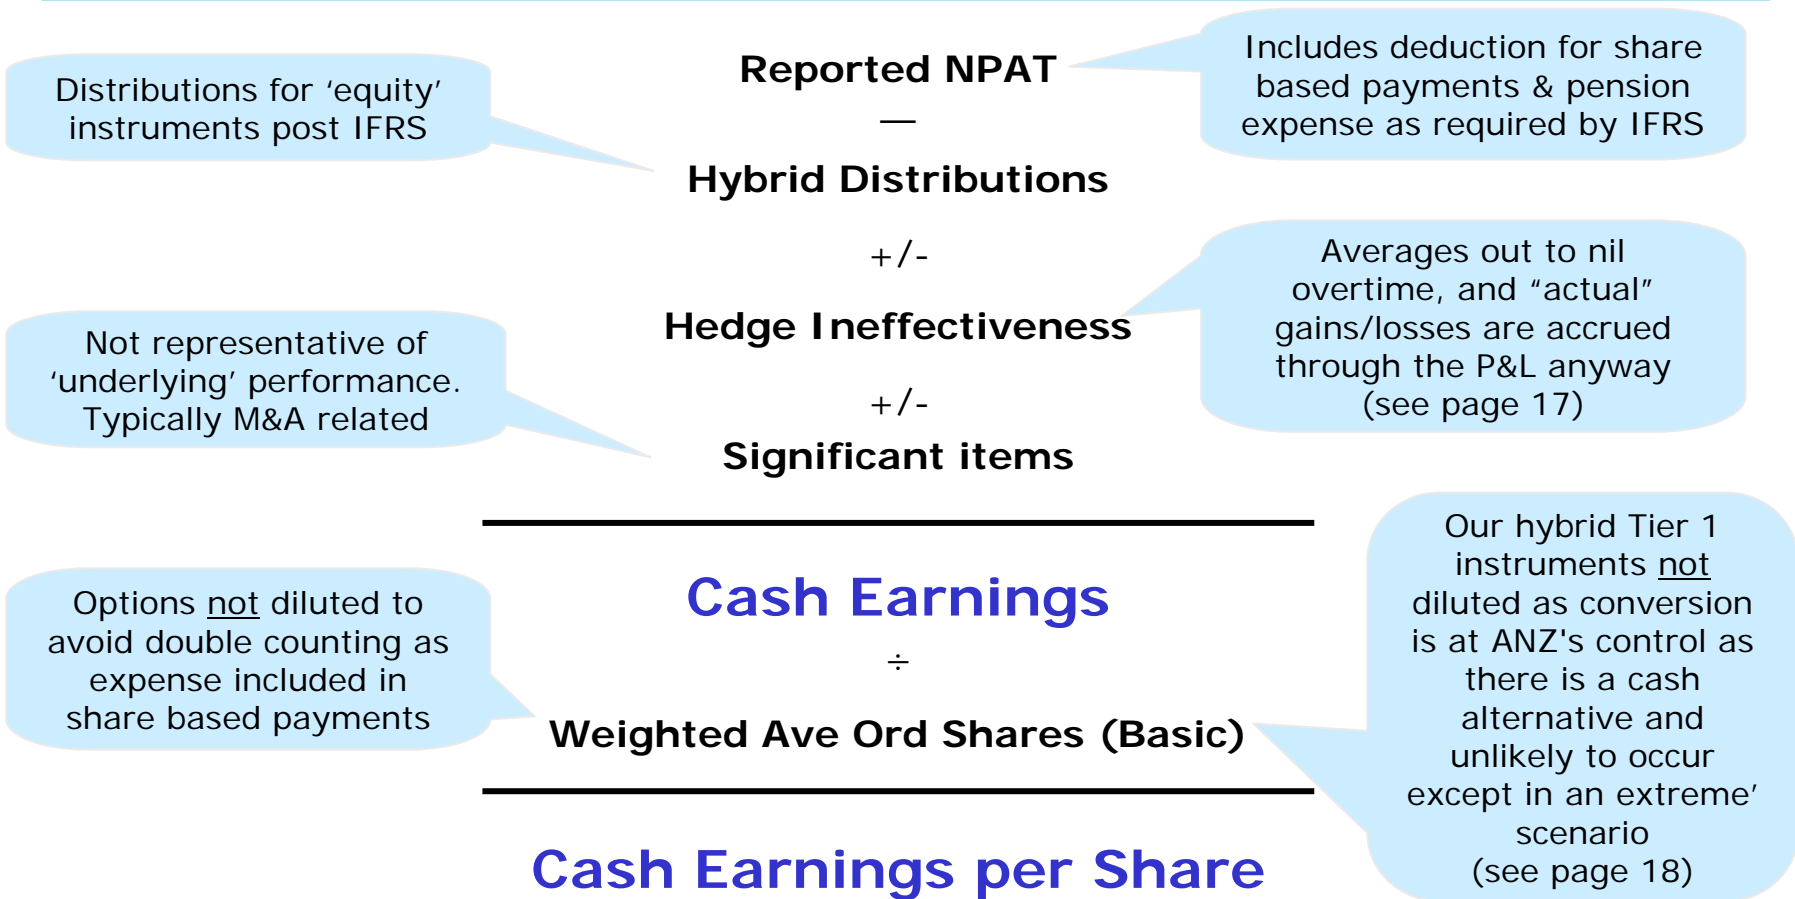 Reported NPAT
Includes deduction for share
based payments & pension
expense as required by IFRS
Distributions for ‘equity’
instruments post IFRS
—
Hybrid Distributions
+/-
Hedge Ineffectiveness
Averages out to nil
overtime, and “actual”
gains/losses are accrued
through the P&L anyway
(see page 17)
Not representative of
‘underlying’ performance.
Typically M&A related
+/-
Significant items
Cash Earnings
÷
Options not diluted to
avoid double counting as
expense included in
share based payments
Weighted Ave Ord Shares (Basic)
Our hybrid Tier 1
instruments not
diluted as conversion
is at ANZ's control as
there is a cash
alternative and
unlikely to occur
except in an extreme’
scenario
(see page 18)
Cash Earnings per Share